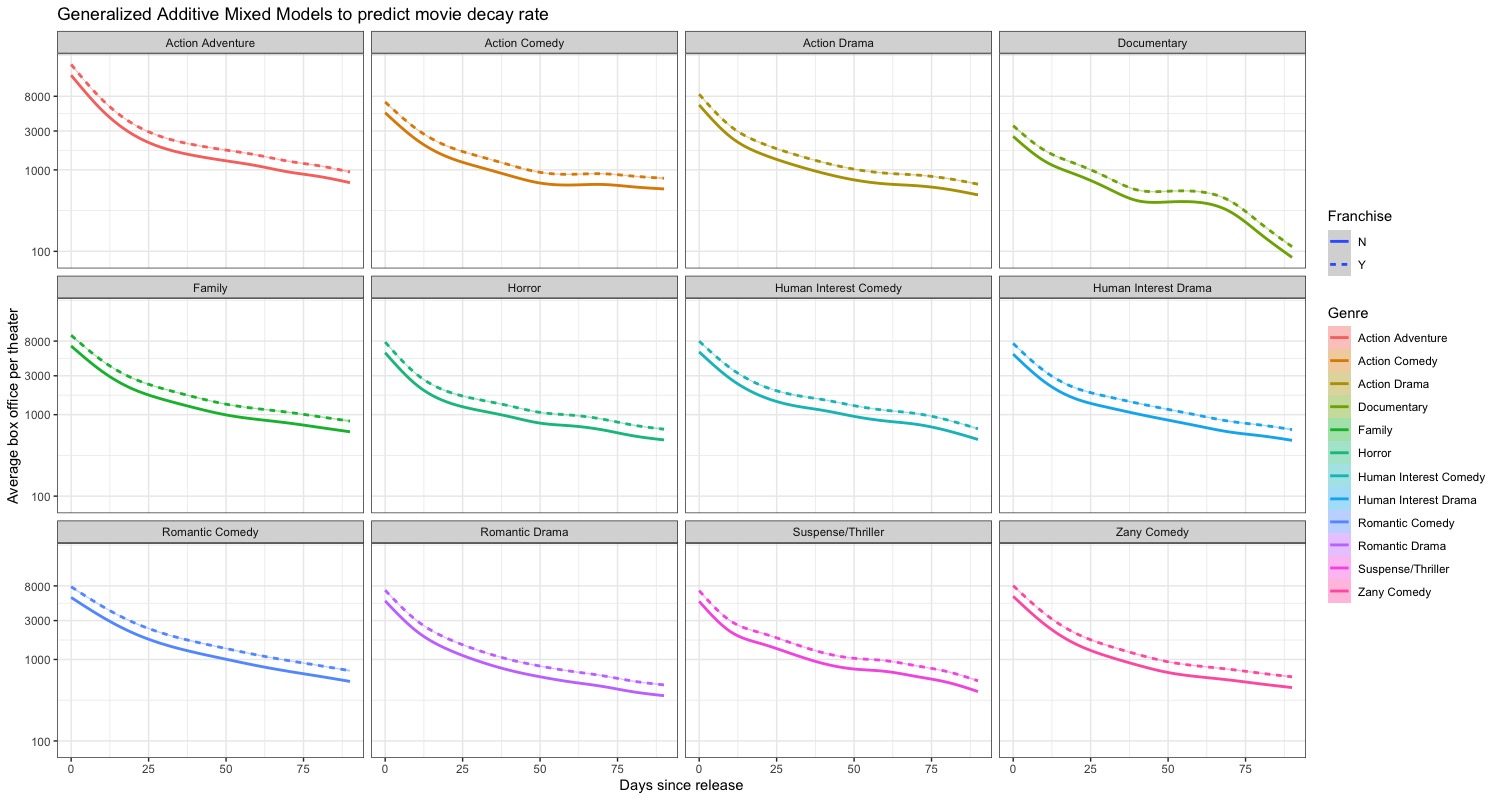 Generalized Additive Mixed Models to predict movie decay rate
Action Adventure
Action Comedy
Action Drama
Documentary
8000
3000
1000
100
Family
Horror
Human Interest Comedy
Human Interest Drama
8000
3000
1000
100
Romantic Comedy
Romantic Drama
Suspense/Thriller
Zany Comedy
8000
3000
1000
100
0 25 50 75
0 25 50 75
0 25 50 75
0 25 50 75
Days since release
Average box office per theater
Franchise
N
Y
Genre
Action Adventure
Action Comedy
Action Drama
Documentary
Family
Horror
Human Interest Comedy
Human Interest Drama
Romantic Comedy
Romantic Drama
Suspense/Thriller
Zany Comedy